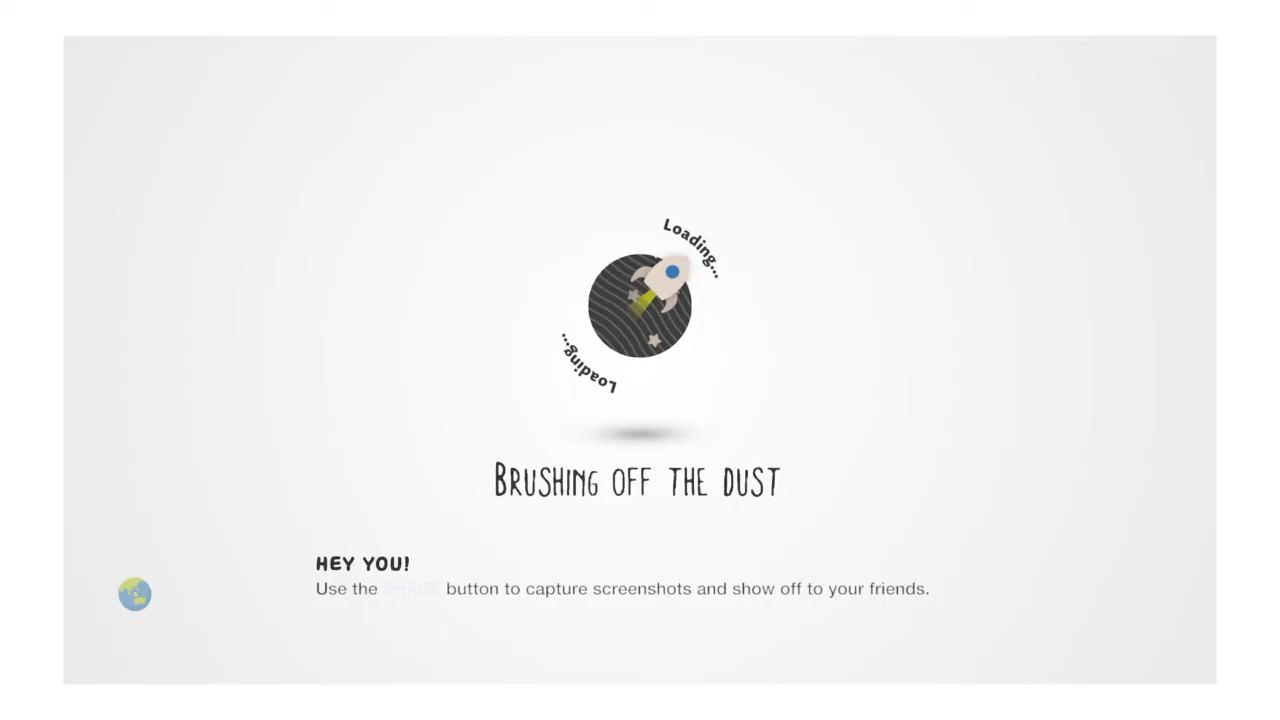 Loading...
Loading...
BRUSHING OFF THE DUST
HEY YOU!
Use the SHARE button to capture screenshots and show off to your friends.